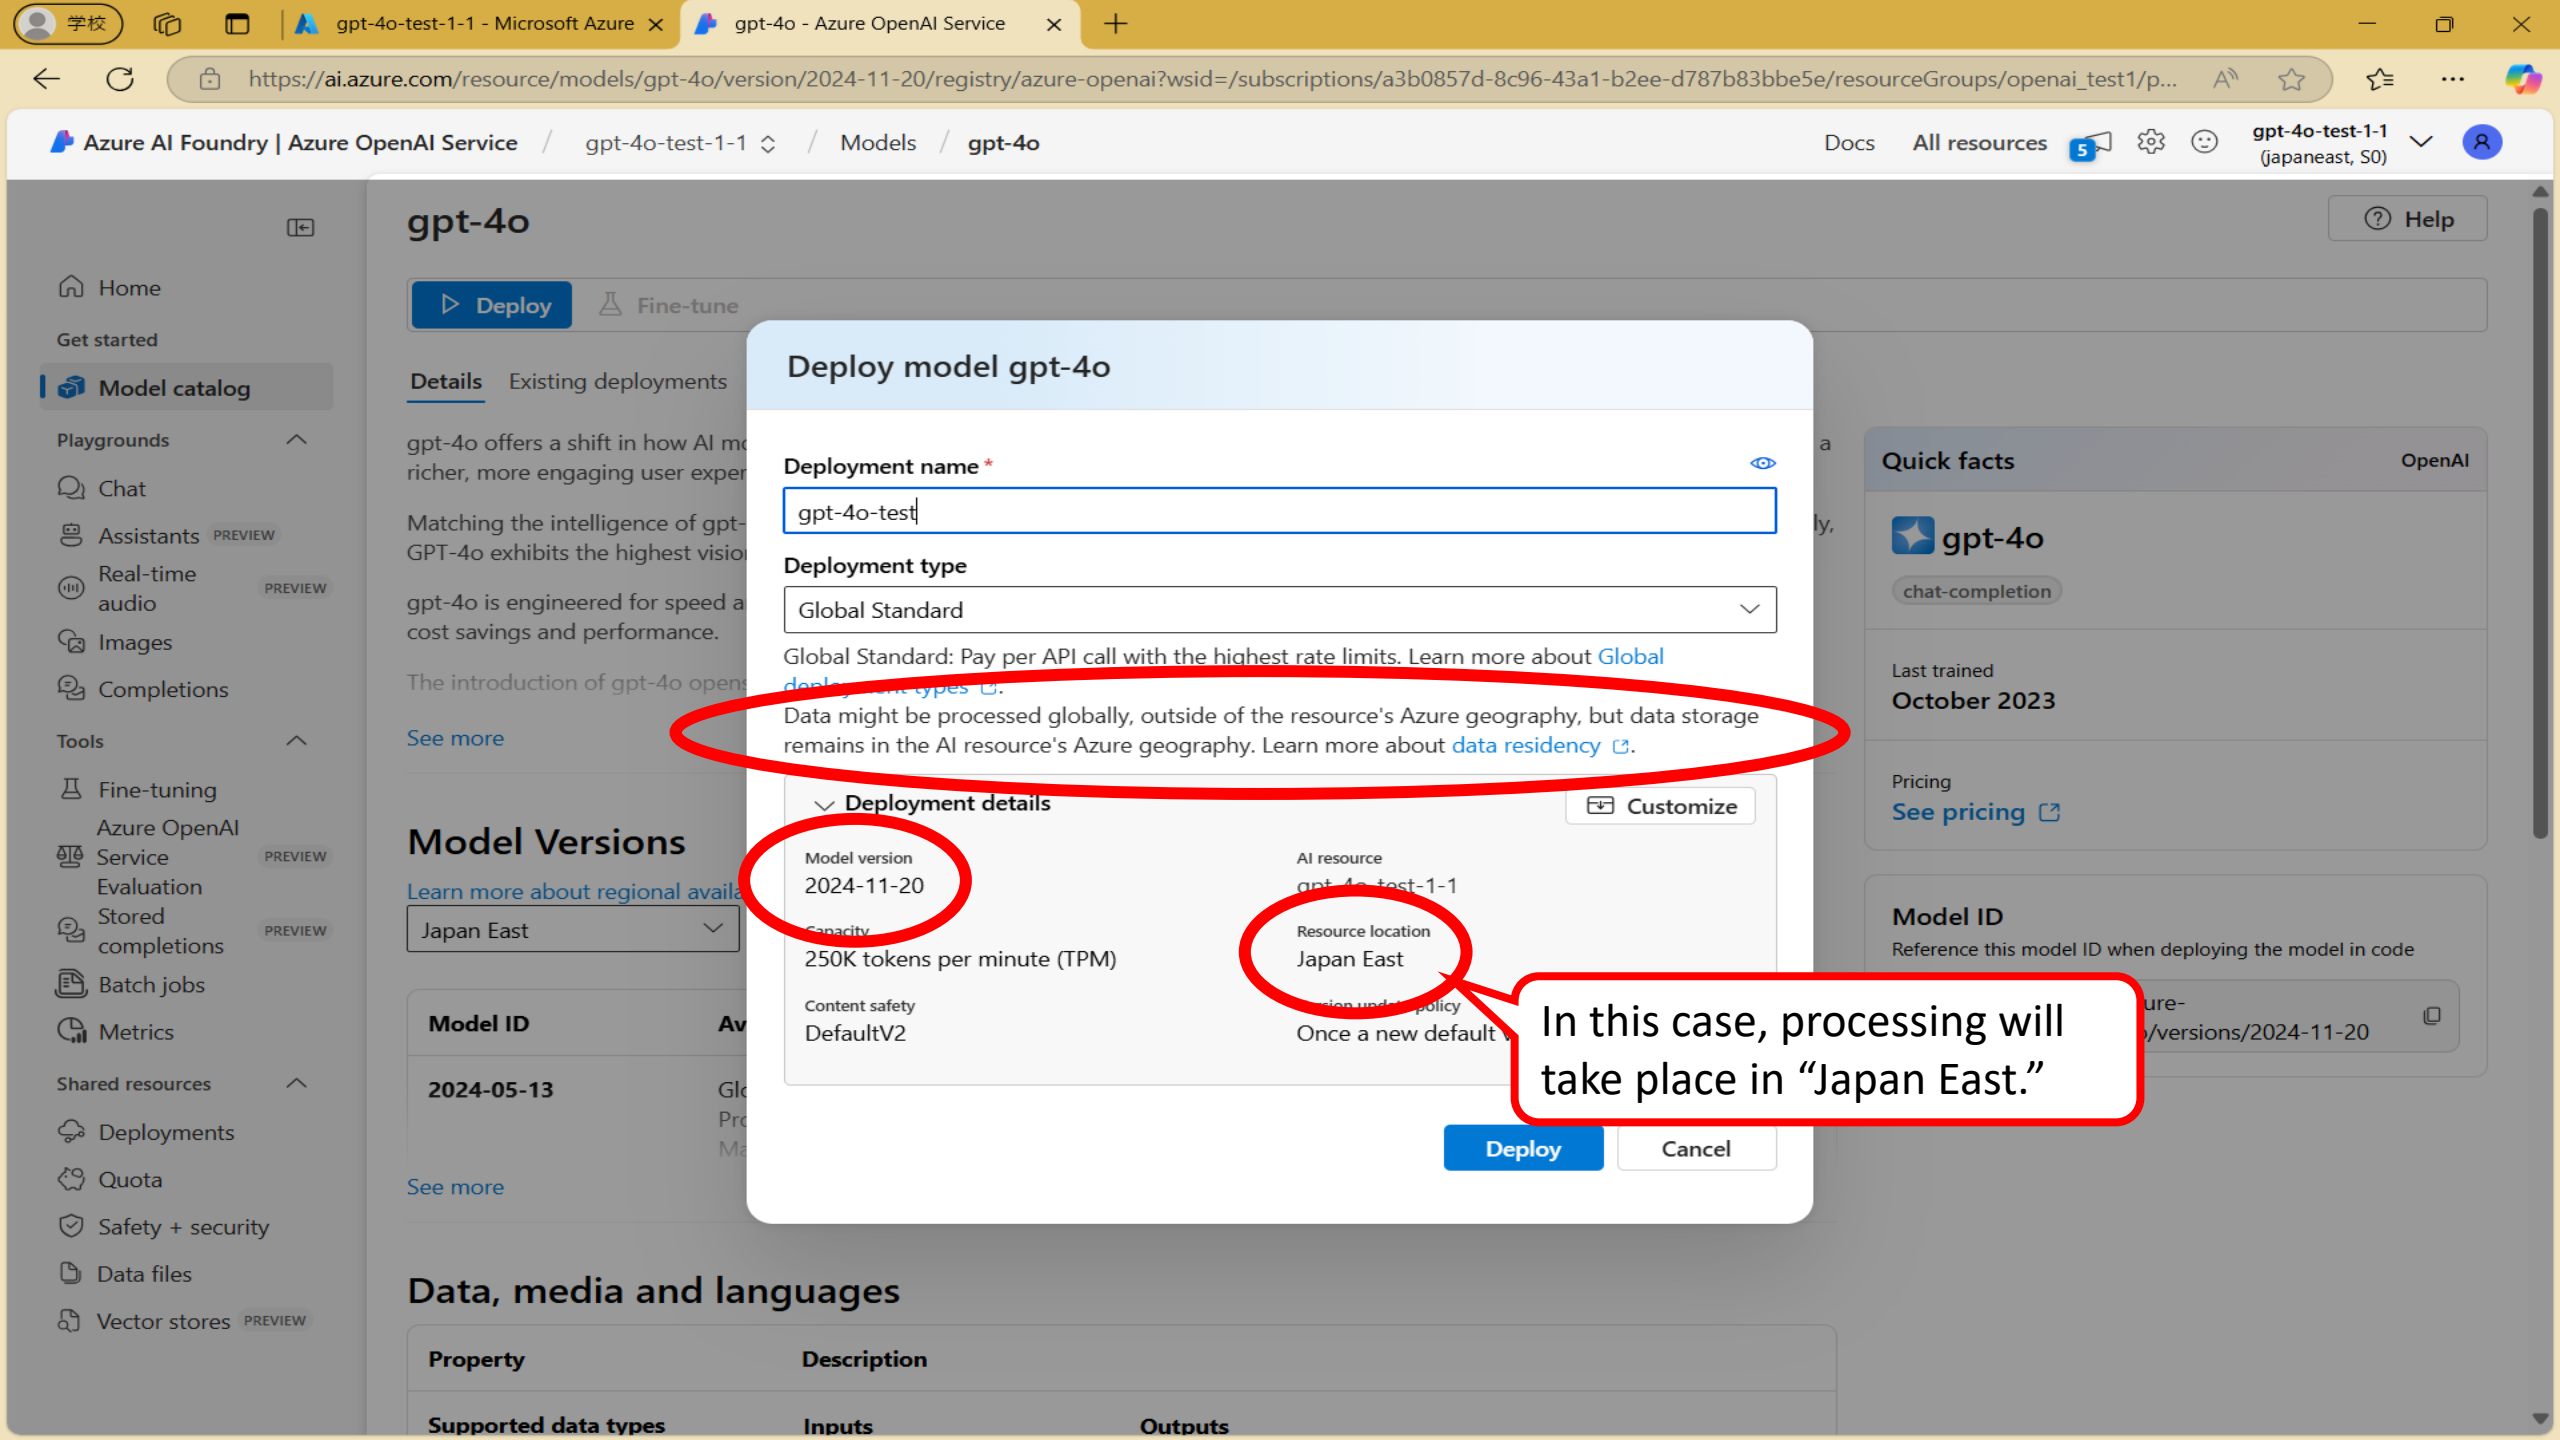 学校
gpt-4o-test-1-1 - Microsoft Azure
gpt-4o - Azure OpenAI Service
https://ai.azure.com/resource/models/gpt-4o/version/2024-11-20/registry/azure-openai?wsid=/subscriptions/a3b0857d-8c96-43a1-b2ee-d787b83bbe5e/resourceGroups/openai_test1/p...
Azure AI Foundry | Azure OpenAI Service / gpt-4o-test-1-1 / Models / gpt-4o
Docs
All resources
5
gpt-4o-test-1-1
(japaneast, S0)
Home
Get started
Model catalog
Playgrounds
Chat
Assistants PREVIEW
Real-time audio PREVIEW
Images
Completions
Tools
Fine-tuning
Azure OpenAI
Service PREVIEW
Evaluation
Stored
completions PREVIEW
Batch jobs
Metrics
Shared resources
Deployments
Quota
Safety + security
Data files
Vector stores PREVIEW
gpt-4o
Help
Deploy
Fine-tune
Details
Existing deployments
gpt-4o offers a shift in how AI mo
a
richer, more engaging user exper
Matching the intelligence of gpt-
ly,
GPT-4o exhibits the highest visio
gpt-4o is engineered for speed a
cost savings and performance.
The introduction of gpt-4o opens
See more
Model Versions
Learn more about regional availa
Japan East
Model ID
Av
2024-05-13
Glo
Pro
Ma
See more
Data, media and languages
Property
Description
Supported data types
Inputs
Outputs
Deploy model gpt-4o
Deployment name *
gpt-4o-test
Deployment type
Global Standard
Global Standard: Pay per API call with the highest rate limits. Learn more about Global
deployment types .
Data might be processed globally, outside of the resource's Azure geography, but data storage
remains in the AI resource's Azure geography. Learn more about data residency .
Deployment details
Customize
Model version
2024-11-20
AI resource
gpt-4o-test-1-1
Capacity
250K tokens per minute (TPM)
Resource location
Japan East
Content safety
DefaultV2
policy
Once a new default v
Deploy
Cancel
In this case, processing will
take place in “Japan East.”
Quick facts
OpenAI
gpt-4o
chat-completion
Last trained
October 2023
Pricing
See pricing
Model ID
Reference this model ID when deploying the model in code
ure-
/versions/2024-11-20